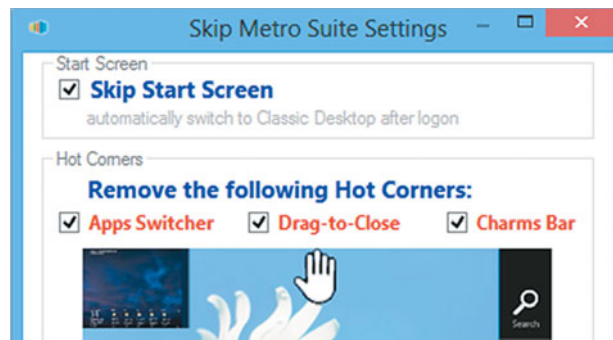 Skip Metro Suite Settings
Start Screen
Skip Start Screen
automatically switch to Classic Desktop after logon
Hot Corners
Remove the following Hot Corners:
Apps Switcher Drag-to-Close Charms Bar
Search